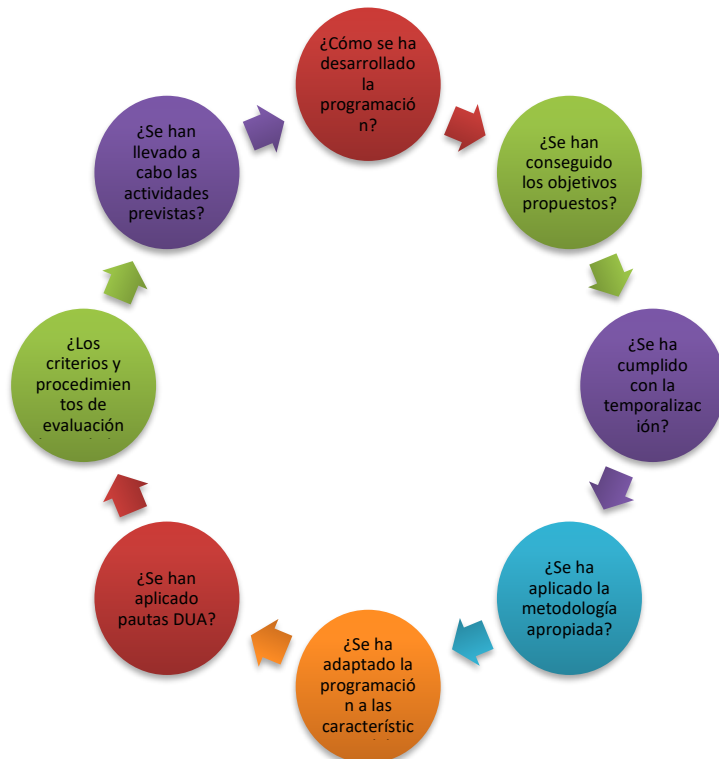 ¿Cómo se ha
desarrollado
la
programació
n?
¿Se han
conseguido
los objetivos
propuestos?
¿Se ha
cumplido
con la
temporalizac
ión?
¿Se ha
aplicado la
metodología
apropiada?
¿Se ha
adaptado la
programació
n a las
característic
¿Se han
aplicado
pautas DUA?
¿Los
criterios y
procedimien
tos de
evaluación
¿Se han
llevado a
cabo las
actividades
previstas?